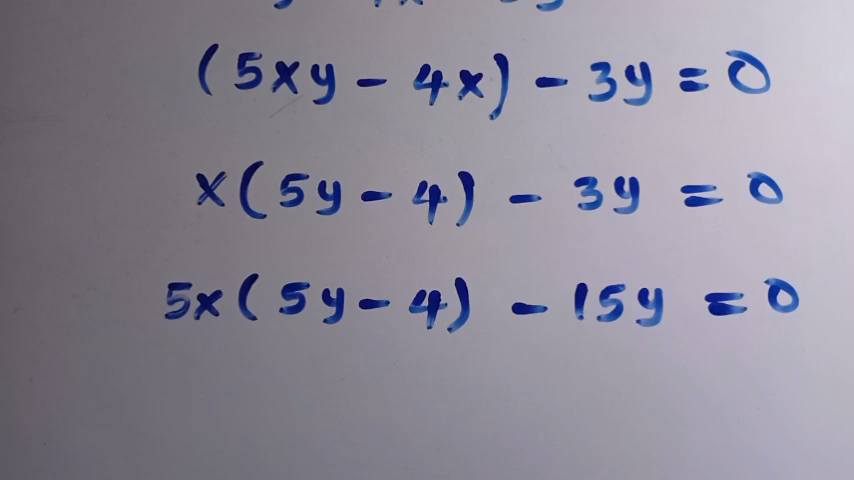 (5xy - 4x) - 3y = 0
x(5y - 4) - 3y = 0
5x(5y - 4) - 15y = 0